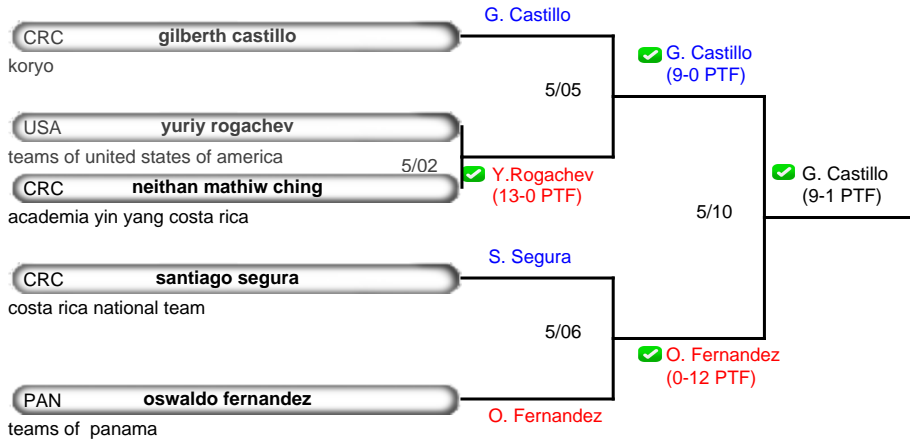 G. Castillo
CRC gilberth castillo
koryo
G. Castillo
(9-0 PTF)
5/05
USA yuriy rogachev
teams of united states of america
5/02
Y.Rogachev
(13-0 PTF)
CRC neithan mathiw ching
academia yin yang costa rica
G. Castillo
(9-1 PTF)
5/10
S. Segura
CRC santiago segura
costa rica national team
5/06
O. Fernandez
(0-12 PTF)
PAN oswaldo fernandez
O. Fernandez
teams of  panama